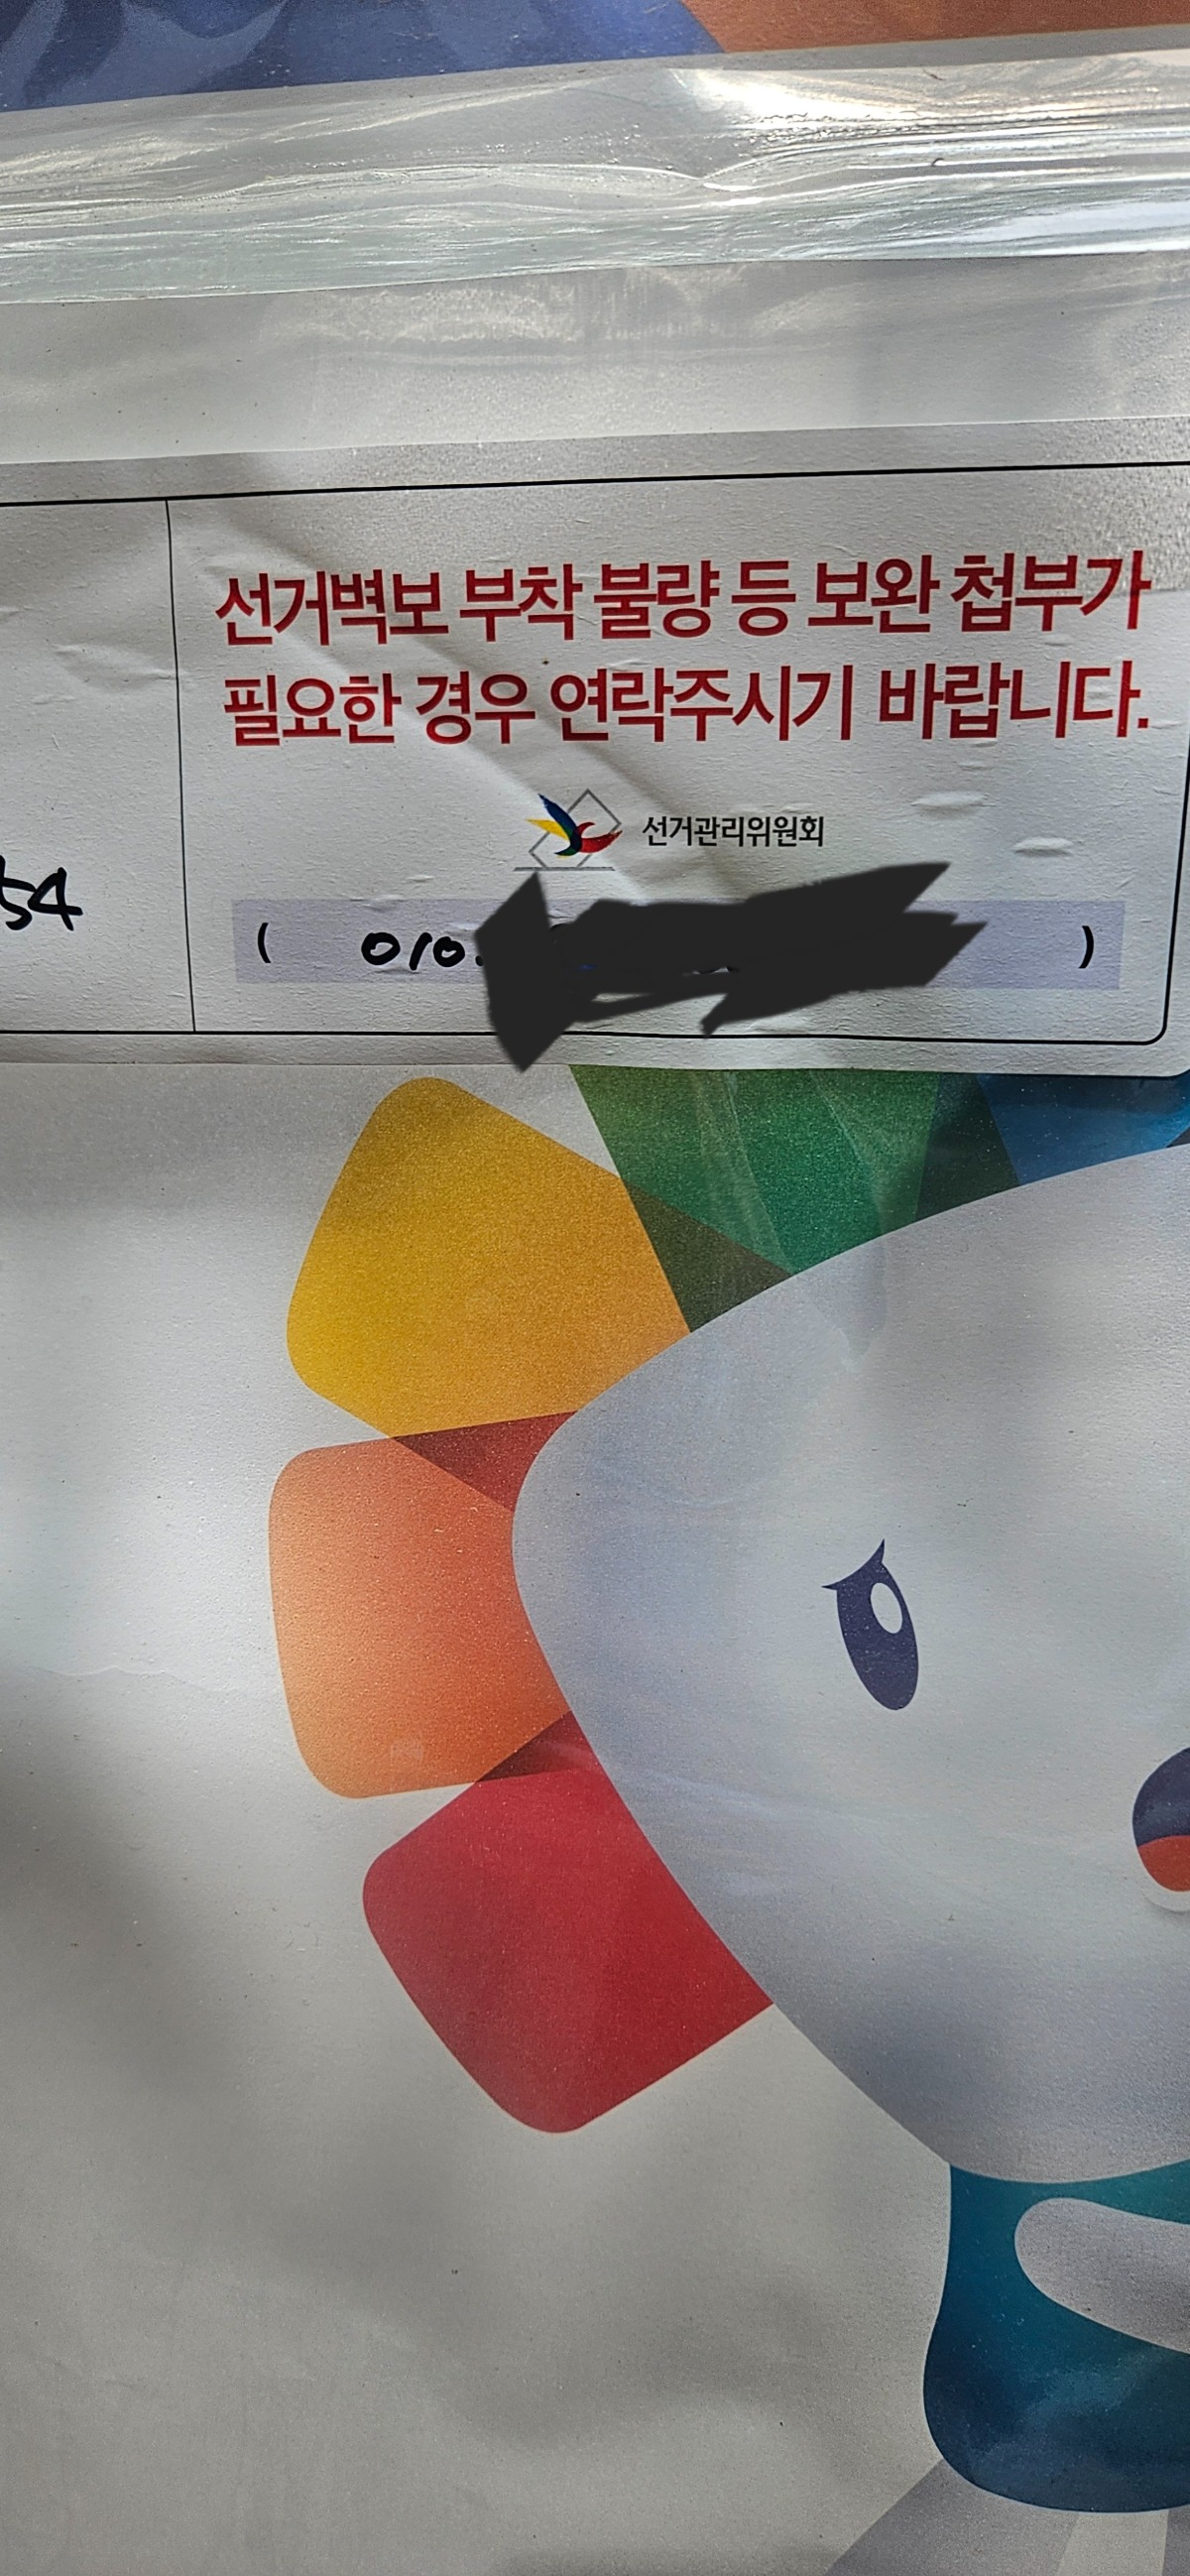 선거벽보 부착 불량 등 보완 첩부가
필요한 경우 연락주시기 바랍니다.
선거관리위원회
54
( 010. )